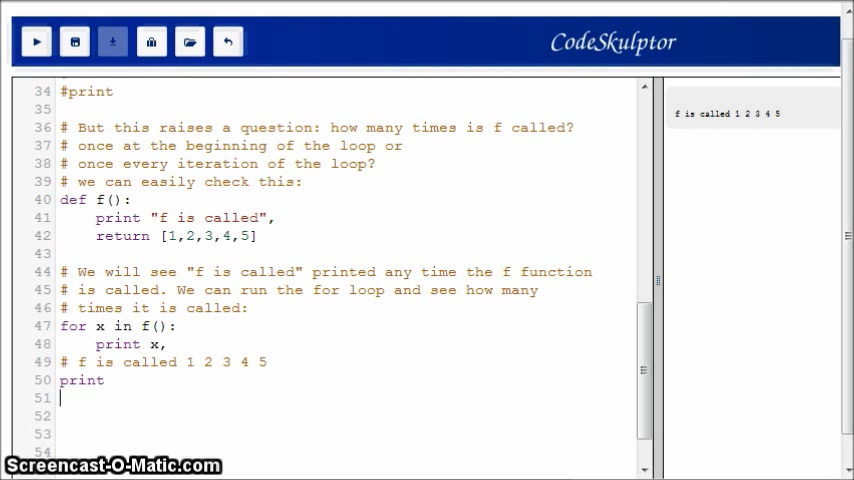 CodeSkulptor
34 #print
35
36 # But this raises a question: how many times is f called?
37 # once at the beginning of the loop or
38 # once every iteration of the loop?
39 # we can easily check this:
40 def f():
41     print "f is called",
42     return [1,2,3,4,5]
43
44 # We will see "f is called" printed any time the f function
45 # is called. We can run the for loop and see how many
46 # times it is called:
47 for x in f():
48     print x,
49 # f is called 1 2 3 4 5
50 print
51
52
53
54
f is called 1 2 3 4 5
Screencast-O-Matic.com